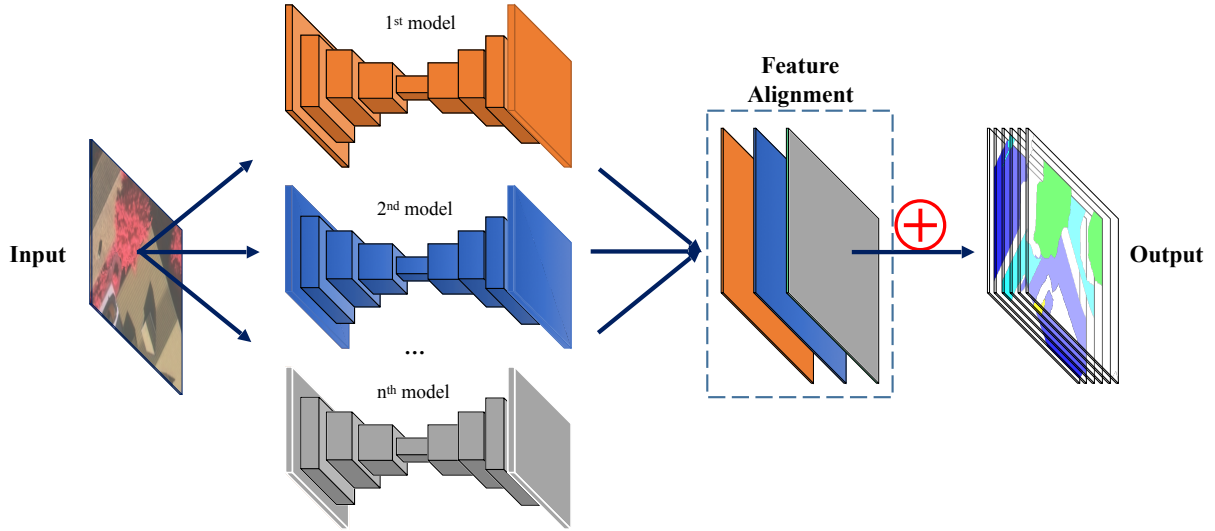 1st model
Feature
Alignment
2nd model
Input
Output
...
nth model